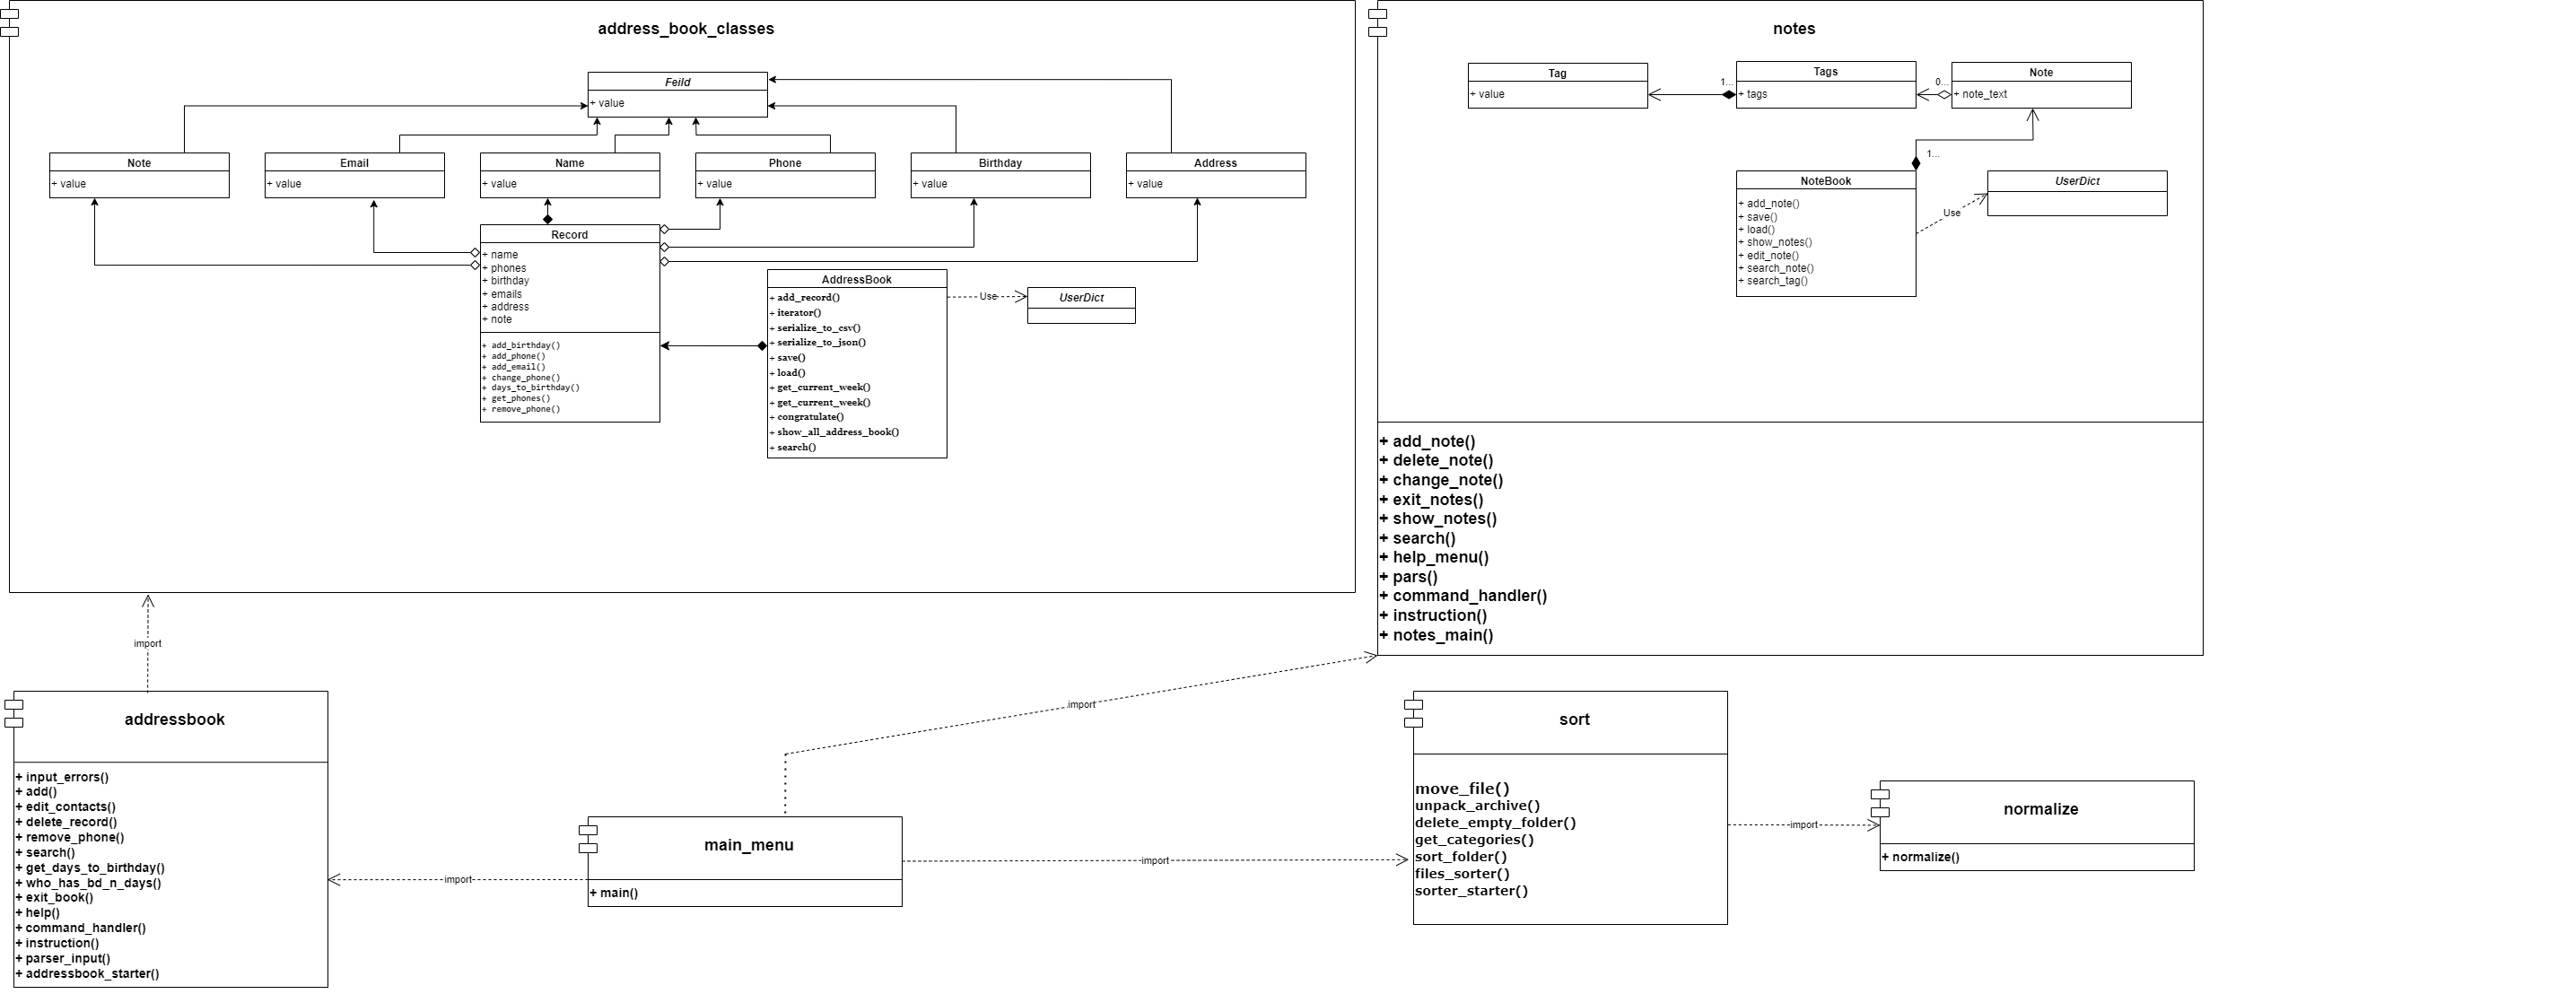 address_book_classes
Feild
+ value
Note
+ value
Email
+ value
Name
+ value
Phone
+ value
Birthday
+ value
Address
+ value
Record
+ name
+ phones
+ birthday
+ emails
+ address
+ note
+ add_birthday()
+ add_phone()
+ add_email()
+ change_phone()
+ days_to_birthday()
+ get_phones()
+ remove_phone()
AddressBook
+ add_record()
+ iterator()
+ serialize_to_csv()
+ serialize_to_json()
+ save()
+ load()
+ get_current_week()
+ get_current_week()
+ congratulate()
+ show_all_address_book()
+ search()
Use
UserDict
notes
Tag
+ value
1...
Tags
+ tags
0...
Note
+ note_text
1...
NoteBook
+ add_note()
+ save()
+ load()
+ show_notes()
+ edit_note()
+ search_note()
+ search_tag()
Use
UserDict
+ add_note()
+ delete_note()
+ change_note()
+ exit_notes()
+ show_notes()
+ search()
+ help_menu()
+ pars()
+ command_handler()
+ instruction()
+ notes_main()
import
addressbook
+ input_errors()
+ add()
+ edit_contacts()
+ delete_record()
+ remove_phone()
+ search()
+ get_days_to_birthday()
+ who_has_bd_n_days()
+ exit_book()
+ help()
+ command_handler()
+ instruction()
+ parser_input()
+ addressbook_starter()
import
main_menu
+ main()
import
import
sort
move_file()
unpack_archive()
delete_empty_folder()
get_categories()
sort_folder()
files_sorter()
sorter_starter()
import
normalize
+ normalize()